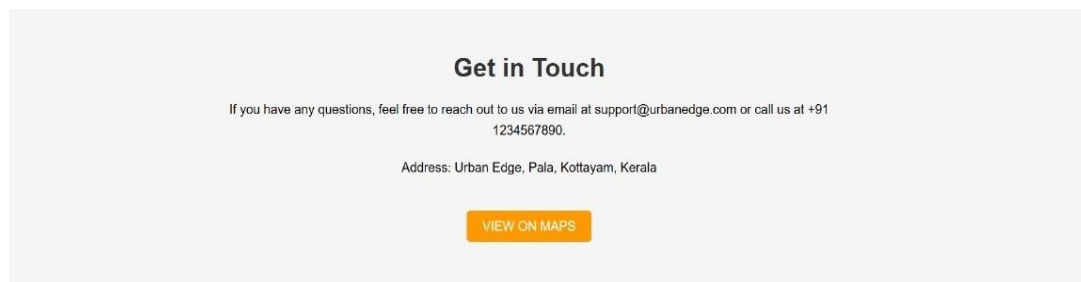 Get in Touch
If you have any questions, feel free to reach out to us via email at support@urbanedge.com or call us at +91
1234567890.
Address: Urban Edge, Pala, Kottayam, Kerala
VIEW ON MAPS